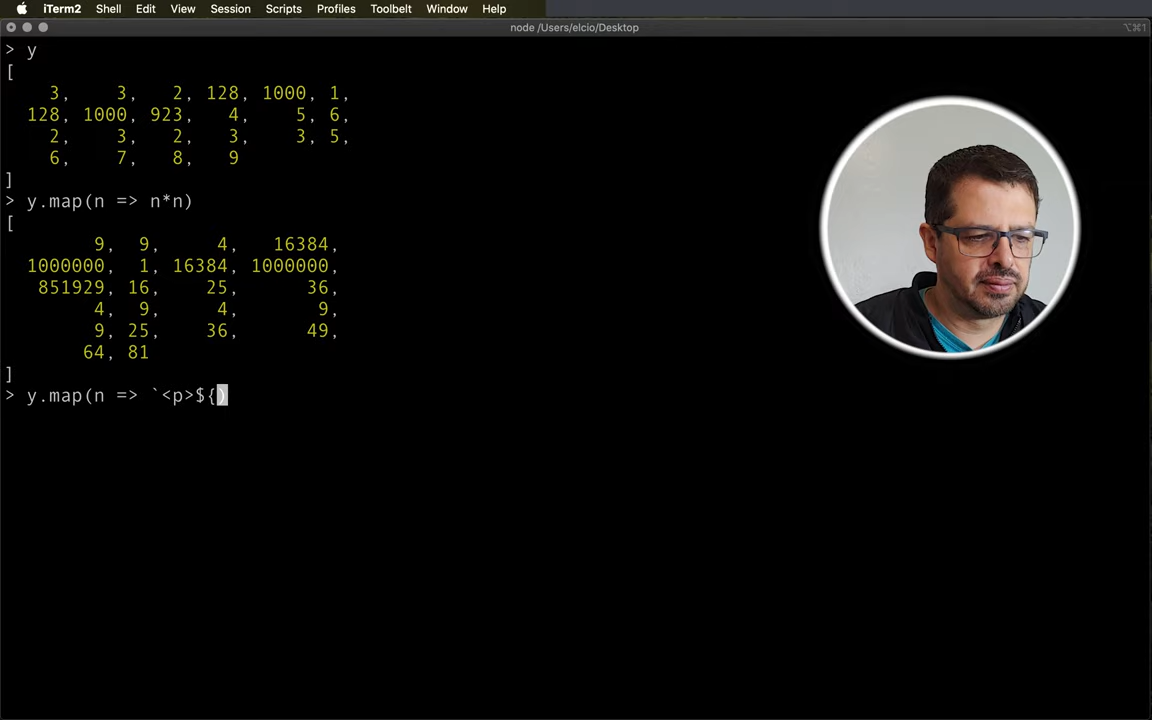 iTerm2 Shell Edit View Session Scripts Profiles Toolbelt Window Help
node /Users/elcio/Desktop ⌥⌘1
> y
[
3, 3, 2, 128, 1000, 1,
128, 1000, 923, 4, 5, 6,
2, 3, 2, 3, 3, 5,
6, 7, 8, 9
]
> y.map(n => n*n)
[
9, 9, 4, 16384,
1000000, 1, 16384, 1000000,
851929, 16, 25, 36,
4, 9, 4, 9,
9, 25, 36, 49,
64, 81
]
> y.map(n => `<p>${)